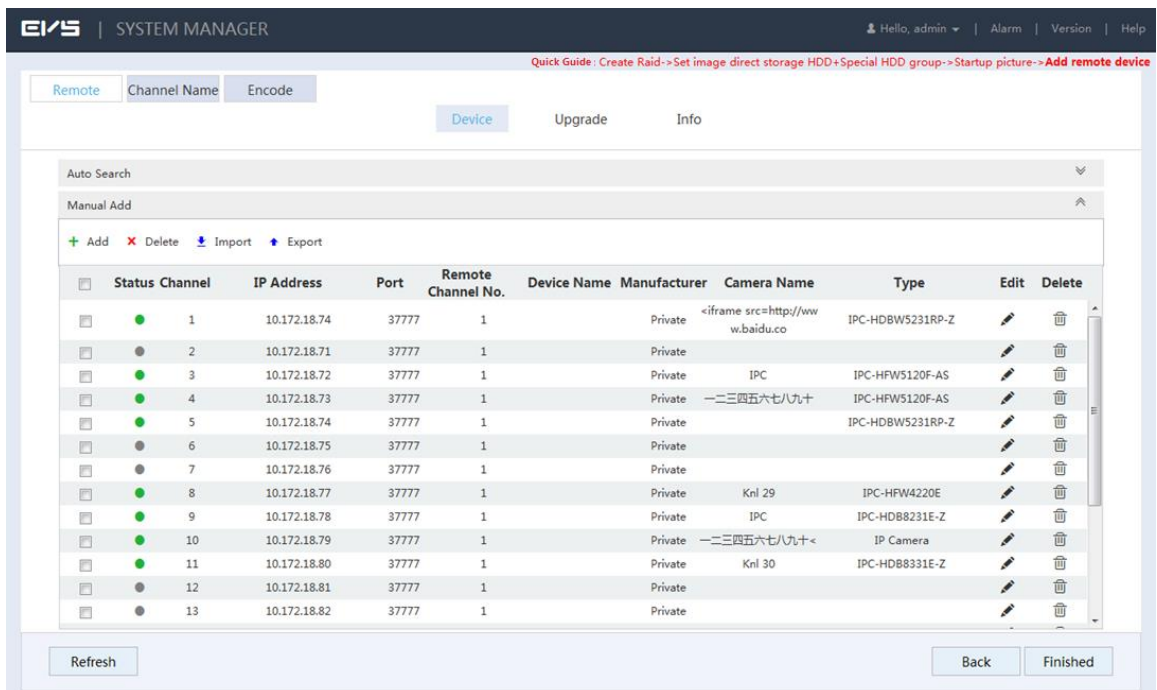 EVS | SYSTEM MANAGER Hello, admin | Alarm | Version | Help
Quick Guide : Create Raid->Set image direct storage HDD+Special HDD group->Startup picture->Add remote device
Remote Channel Name Encode
Device Upgrade Info
Auto Search
Manual Add
Add Delete Import Export
Status Channel IP Address Port Remote Channel No. Device Name Manufacturer Camera Name Type Edit Delete
1 10.172.18.74 37777 1 Private <iframe src=http://www.baidu.co IPC-HDBW5231RP-Z
2 10.172.18.71 37777 1 Private
3 10.172.18.72 37777 1 Private IPC IPC-HFW5120F-AS
4 10.172.18.73 37777 1 Private 一二三四五六七八九十 IPC-HFW5120F-AS
5 10.172.18.74 37777 1 Private IPC-HDBW5231RP-Z
6 10.172.18.75 37777 1 Private
7 10.172.18.76 37777 1 Private
8 10.172.18.77 37777 1 Private Knl 29 IPC-HFW4220E
9 10.172.18.78 37777 1 Private IPC IPC-HDB8231E-Z
10 10.172.18.79 37777 1 Private 一二三四五六七八九十< IP Camera
11 10.172.18.80 37777 1 Private Knl 30 IPC-HDB8331E-Z
12 10.172.18.81 37777 1 Private
13 10.172.18.82 37777 1 Private
Refresh Back Finished